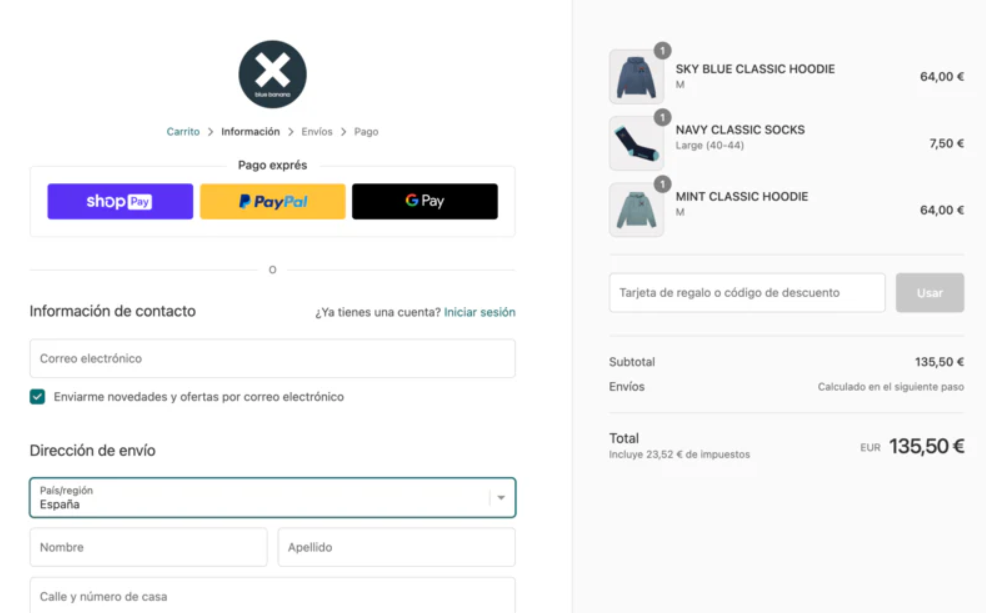 blue banana
Carrito > Información > Envíos > Pago
Pago exprés
shop Pay
PayPal
G Pay
O
Información de contacto
¿Ya tienes una cuenta? Iniciar sesión
Correo electrónico
Enviarme novedades y ofertas por correo electrónico
Dirección de envío
País/región
España
Nombre
Apellido
Calle y número de casa
1
SKY BLUE CLASSIC HOODIE
M
64,00 €
1
NAVY CLASSIC SOCKS
Large (40-44)
7,50 €
1
MINT CLASSIC HOODIE
M
64,00 €
Tarjeta de regalo o código de descuento
Usar
Subtotal
135,50 €
Envíos
Calculado en el siguiente paso
Total
Incluye 23,52 € de impuestos
EUR 135,50 €